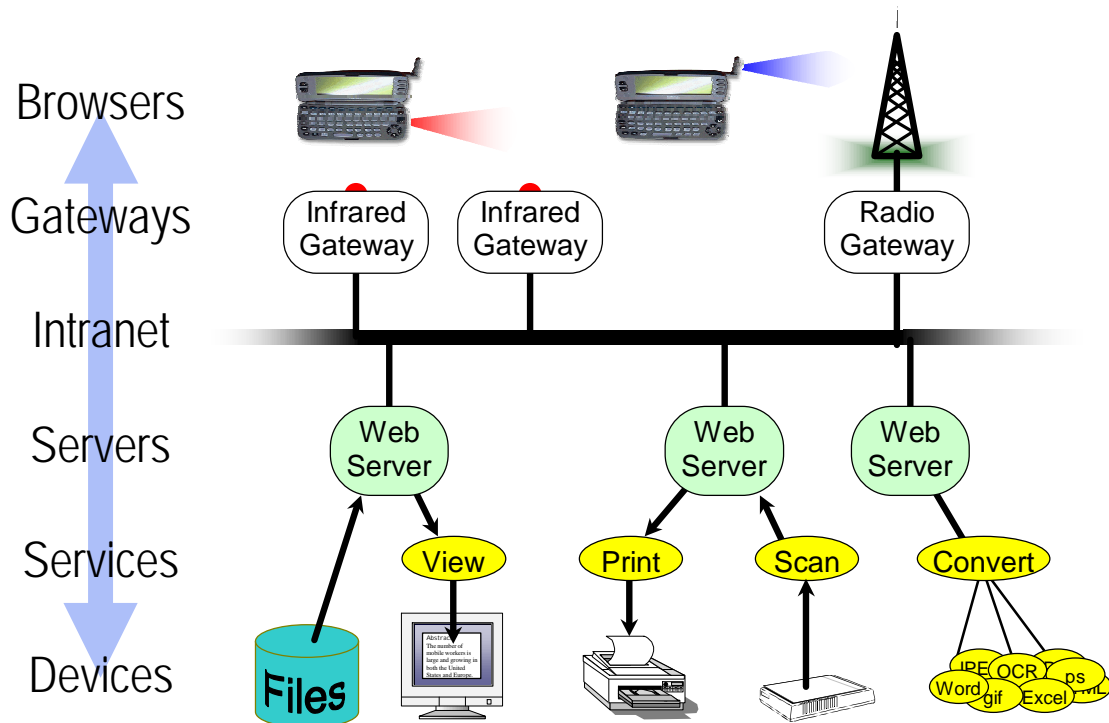 Browsers
Gateways
Infrared
Gateway
Infrared
Gateway
Radio
Gateway
Intranet
Servers
Web
Server
Web
Server
Web
Server
Services
View
Print
Scan
Convert
Devices
Files
Abstract
The number of
mobile workers is
large and growing in
both the United
States and Europe.
OCR
ps
Word
gif
Excel